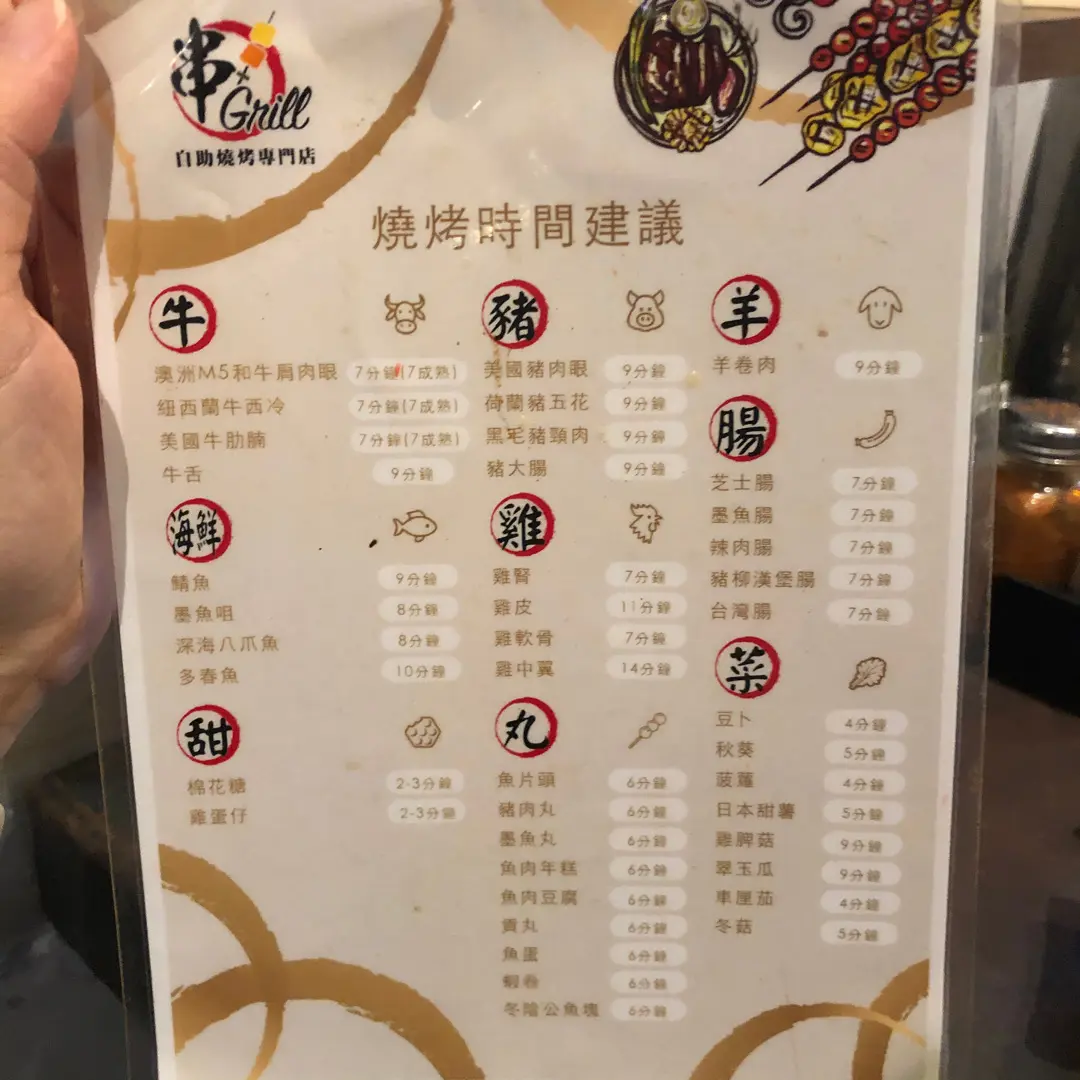 串
×
Grill
自助燒烤專門店
燒烤時間建議
牛
澳洲M5和牛肩肉眼 7分鐘(7成熟)
纽西蘭牛西冷 7分鐘(7成熟)
美國牛肋腩 7分鐘(7成熟)
牛舌 9分鐘
海鮮
鯖魚 9分鐘
墨魚咀 8分鐘
深海八爪魚 8分鐘
多春魚 10分鐘
甜
棉花糖 2-3分鐘
雞蛋仔 2-3分鐘
豬
美國豬肉眼 9分鐘
荷蘭豬五花 9分鐘
黑毛豬頸肉 9分鐘
豬大腸 9分鐘
雞
雞腎 7分鐘
雞皮 11分鐘
雞軟骨 7分鐘
雞中翼 14分鐘
丸
魚片頭 6分鐘
豬肉丸 6分鐘
墨魚丸 6分鐘
魚肉年糕 6分鐘
魚肉豆腐 6分鐘
貢丸 6分鐘
魚蛋 6分鐘
蝦卷 6分鐘
冬陰公魚塊 6分鐘
羊
羊卷肉 9分鐘
腸
芝士腸 7分鐘
墨魚腸 7分鐘
辣肉腸 7分鐘
豬柳漢堡腸 7分鐘
台灣腸 7分鐘
菜
豆卜 4分鐘
秋葵 5分鐘
菠蘿 4分鐘
日本甜薯 5分鐘
雞脾菇 9分鐘
翠玉瓜 9分鐘
車厘茄 4分鐘
冬菇 5分鐘